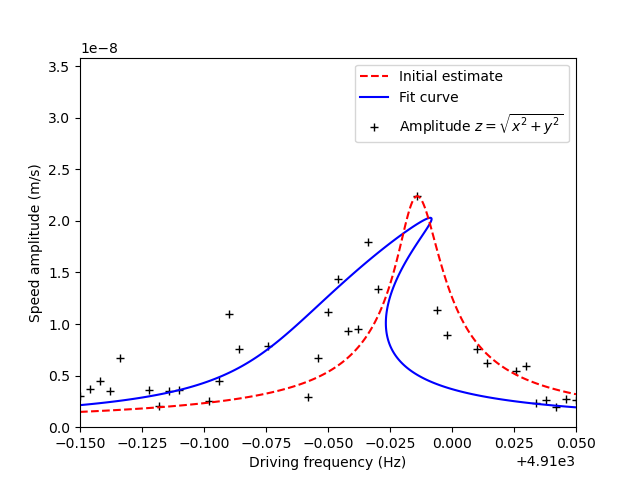 1e−8
3.5
3.0
2.5
2.0
1.5
1.0
0.5
0.0
Speed amplitude (m/s)
Initial estimate
Fit curve
Amplitude z = √x² + y²
−0.150 −0.125 −0.100 −0.075 −0.050 −0.025 0.000 0.025 0.050
Driving frequency (Hz)
+4.91e3